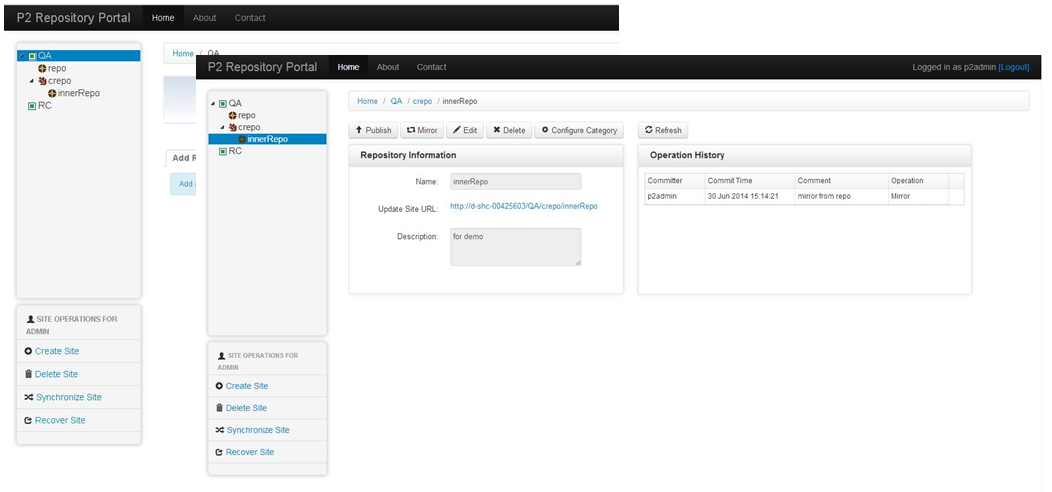 P2 Repository Portal Home About Contact
QA
repo
crepo
innerRepo
RC
Home / QA
Add R
Add
SITE OPERATIONS FOR
ADMIN
Create Site
Delete Site
Synchronize Site
Recover Site
P2 Repository Portal Home About Contact Logged in as p2admin [Logout]
QA
repo
crepo
innerRepo
RC
SITE OPERATIONS FOR
ADMIN
Create Site
Delete Site
Synchronize Site
Recover Site
Home / QA / crepo / innerRepo
Publish Mirror Edit Delete Configure Category Refresh
Repository Information
Name: innerRepo
Update Site URL: http://d-shc-00425603/QA/crepo/innerRepo
Description: for demo
Operation History
Committer Commit Time Comment Operation
p2admin 30 Jun 2014 15:14:21 mirror from repo Mirror